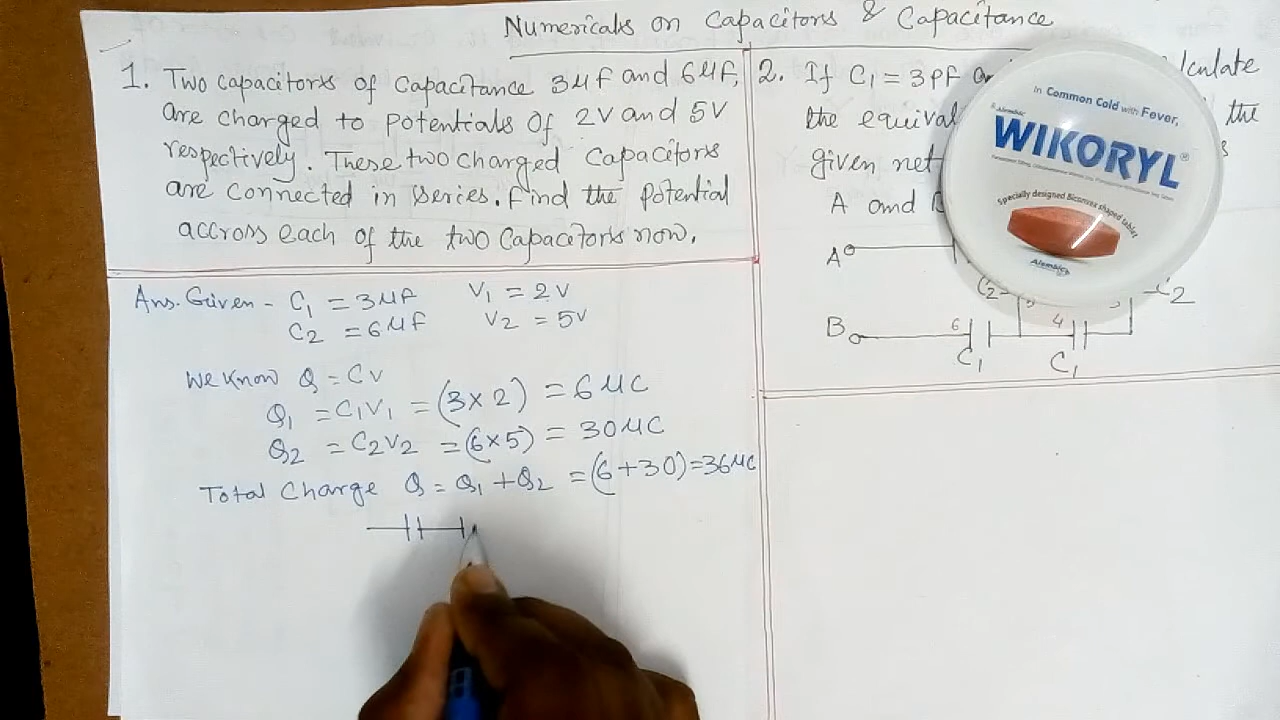 Numericals on Capacitors & Capacitance
1. Two capacitors of Capacitance 3μf and 6μF,
are charged to potentials of 2V and 5V
respectively. These two charged Capacitors
are connected in series. Find the potential
accross each of the two Capacitors now.
Ans. Given - C1 = 3μF V1 = 2V
C2 = 6μF V2 = 5V
We Know Q = CV
Q1 = C1V1 = (3×2) = 6μC
Q2 = C2V2 = (6×5) = 30μC
Total Charge Q = Q1 + Q2 = (6+30)=36μC
2. If C1 = 3PF
the equival the
given net
A and
A
C2 C2
B 6 4
C1 C1
In Common Cold with Fever,
Alembic's
WIKORYL®
Specially designed Biconvex shaped tablets
Alembic